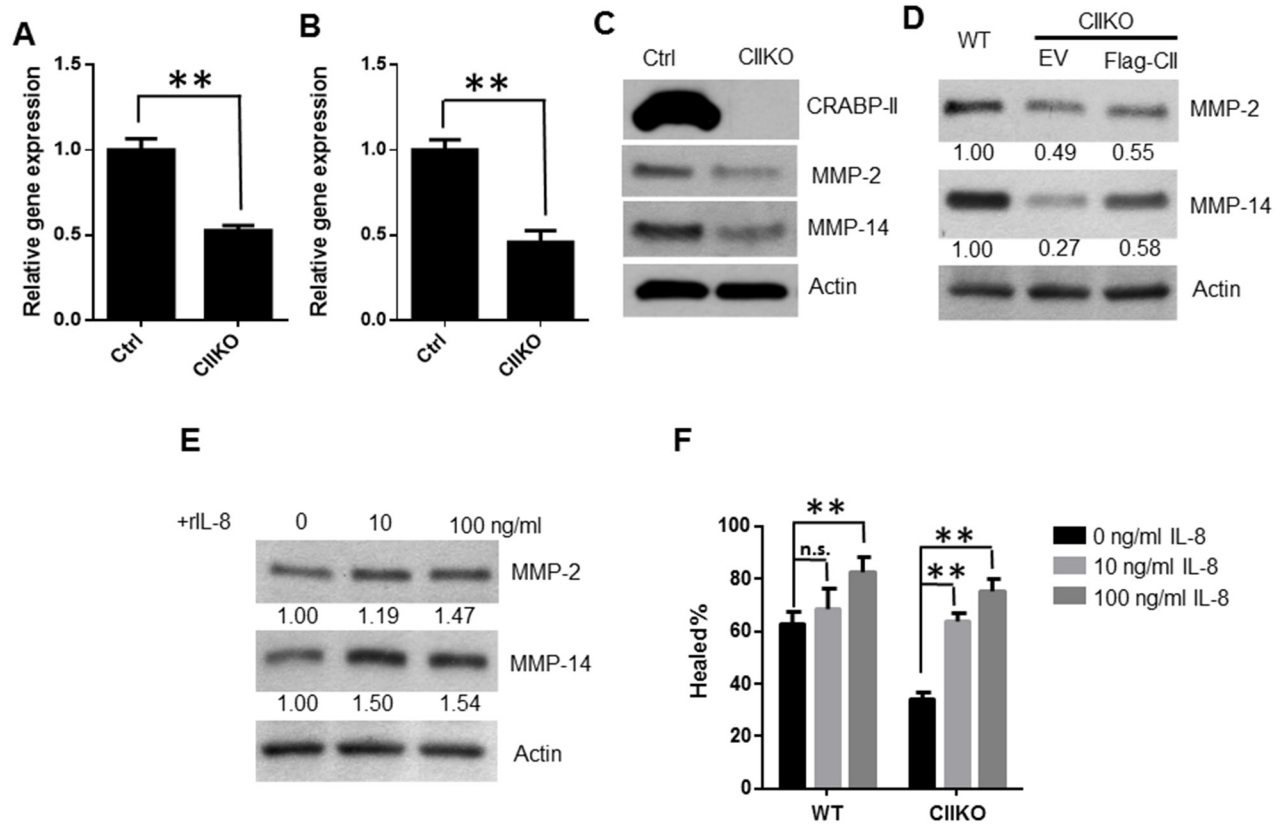 A
Relative gene expression
1.5
1.0
0.5
0.0
**
Ctrl
CIIKO
B
Relative gene expression
1.5
1.0
0.5
0.0
**
Ctrl
CIIKO
C
Ctrl CIIKO
CRABP-II
MMP-2
MMP-14
Actin
D
CIIKO
WT
EV Flag-CII
MMP-2
1.00 0.49 0.55
MMP-14
1.00 0.27 0.58
Actin
E
+rIL-8 0 10 100 ng/ml
MMP-2
1.00 1.19 1.47
MMP-14
1.00 1.50 1.54
Actin
F
Healed%
100
80
60
40
20
0
**
n.s.
**
**
WT CIIKO
0 ng/ml IL-8
10 ng/ml IL-8
100 ng/ml IL-8